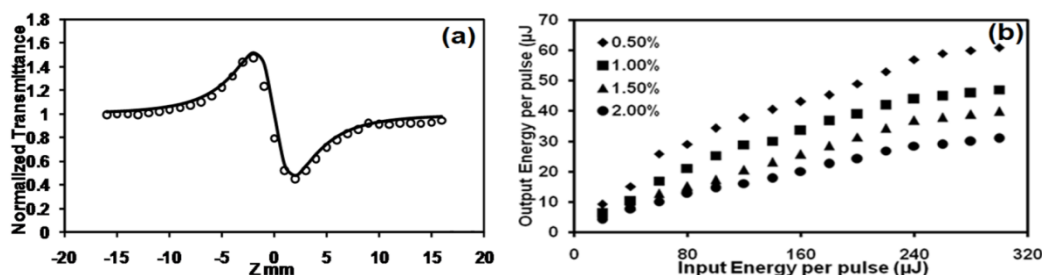 1.8
(a)
1.6
1.4
1.2
1
0.8
0.6
0.4
0.2
0
-20 -15 -10 -5 0 5 10 15 20
Z mm
Normalized Transmittance
70
(b)
60
50
40
30
20
10
0
0.50%
1.00%
1.50%
2.00%
0 80 160 240 320
Input Energy per pulse (µJ)
Output Energy per pulse (µJ